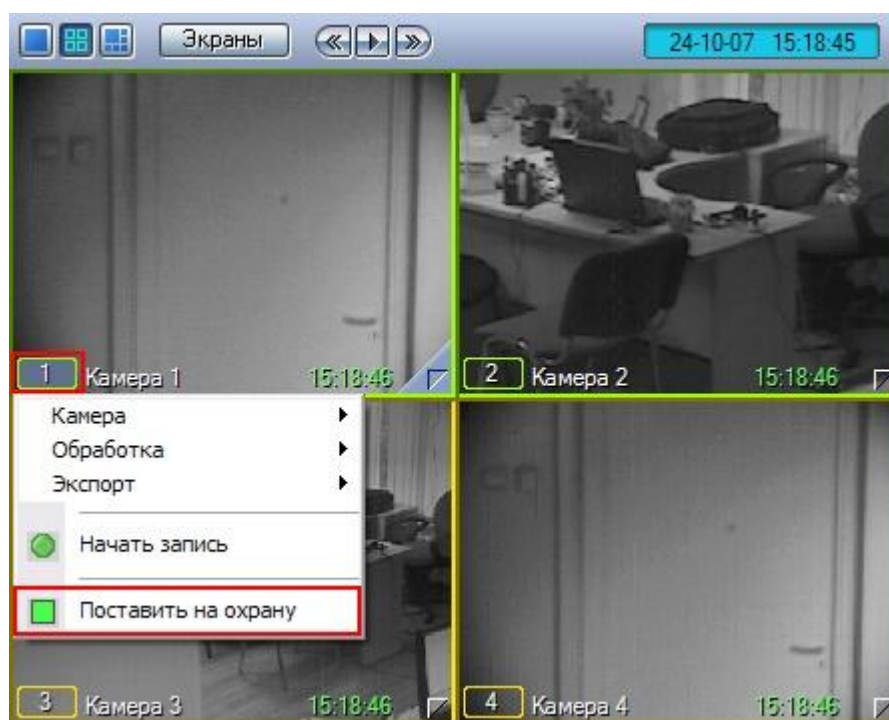 Экраны
24-10-07 15:18:45
1 Камера 1 15:18:46
2 Камера 2 15:18:46
Камера
Обработка
Экспорт
Начать запись
Поставить на охрану
3 Камера 3 15:18:46
4 Камера 4 15:18:46